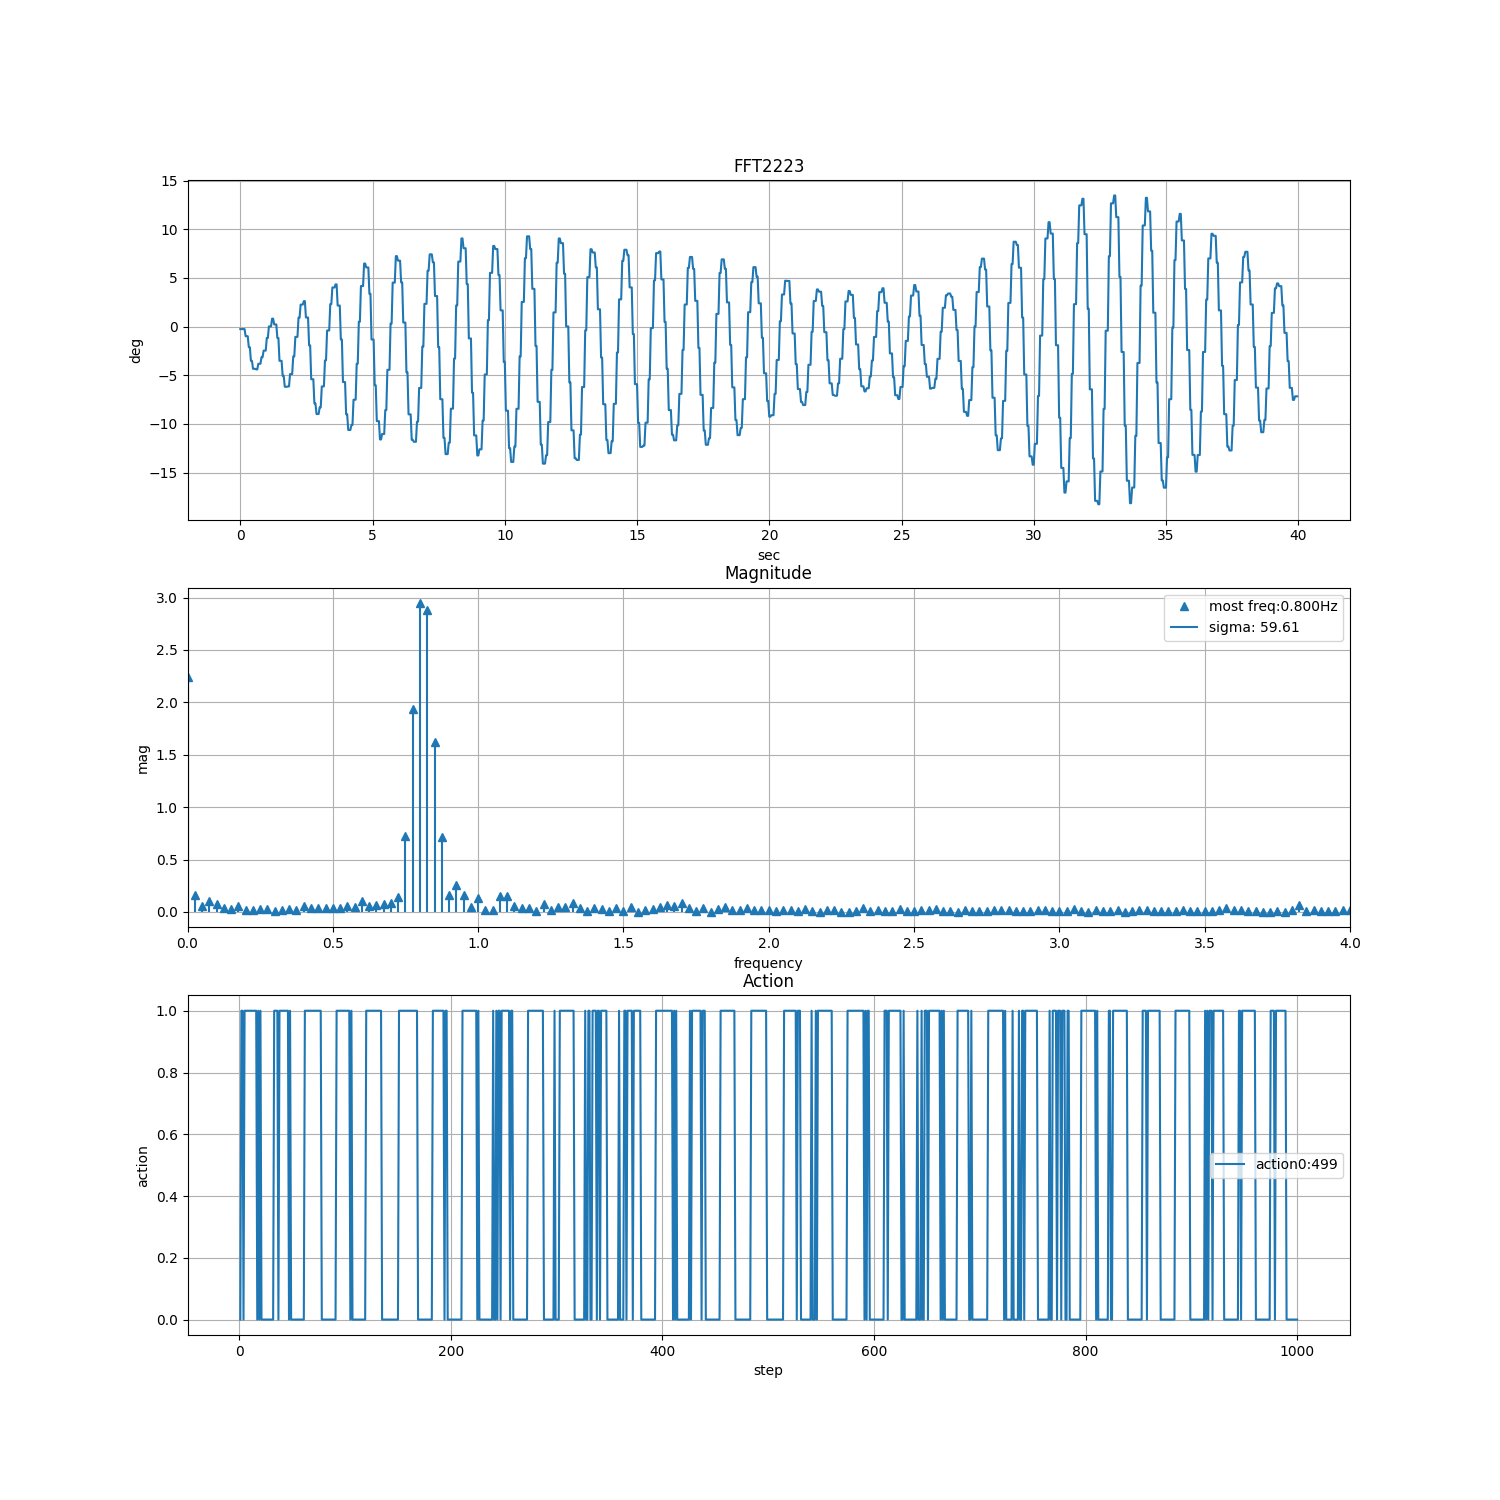 FFT2223
15
10
5
0
−5
−10
−15
deg
0 5 10 15 20 25 30 35 40
sec
Magnitude
3.0
2.5
2.0
1.5
1.0
0.5
0.0
mag
most freq:0.800Hz
sigma: 59.61
0.0 0.5 1.0 1.5 2.0 2.5 3.0 3.5 4.0
frequency
Action
1.0
0.8
0.6
0.4
0.2
0.0
action
action0:499
0 200 400 600 800 1000
step